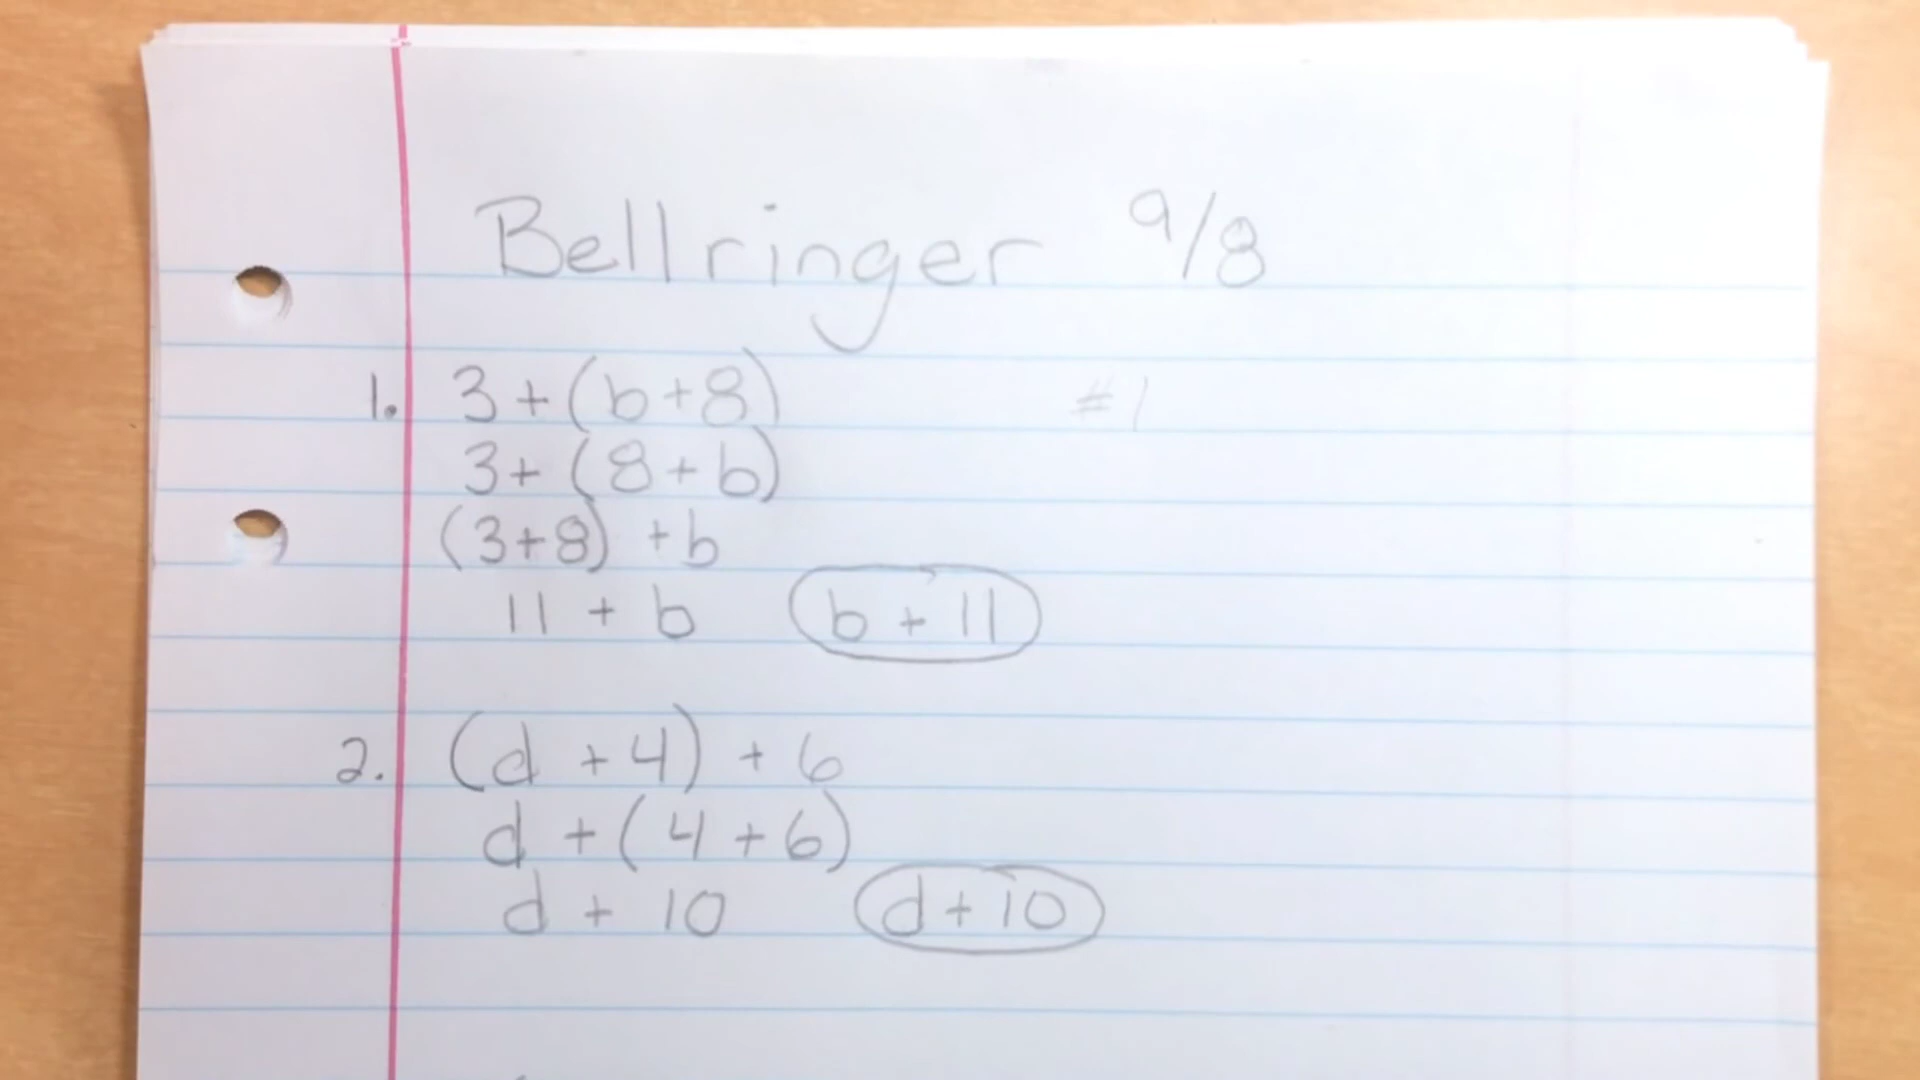 Bellringer 9/8
1. 3 + (b + 8) #1
3 + (8 + b)
(3 + 8) + b
11 + b b + 11
2. (d + 4) + 6
d + (4 + 6)
d + 10 d + 10